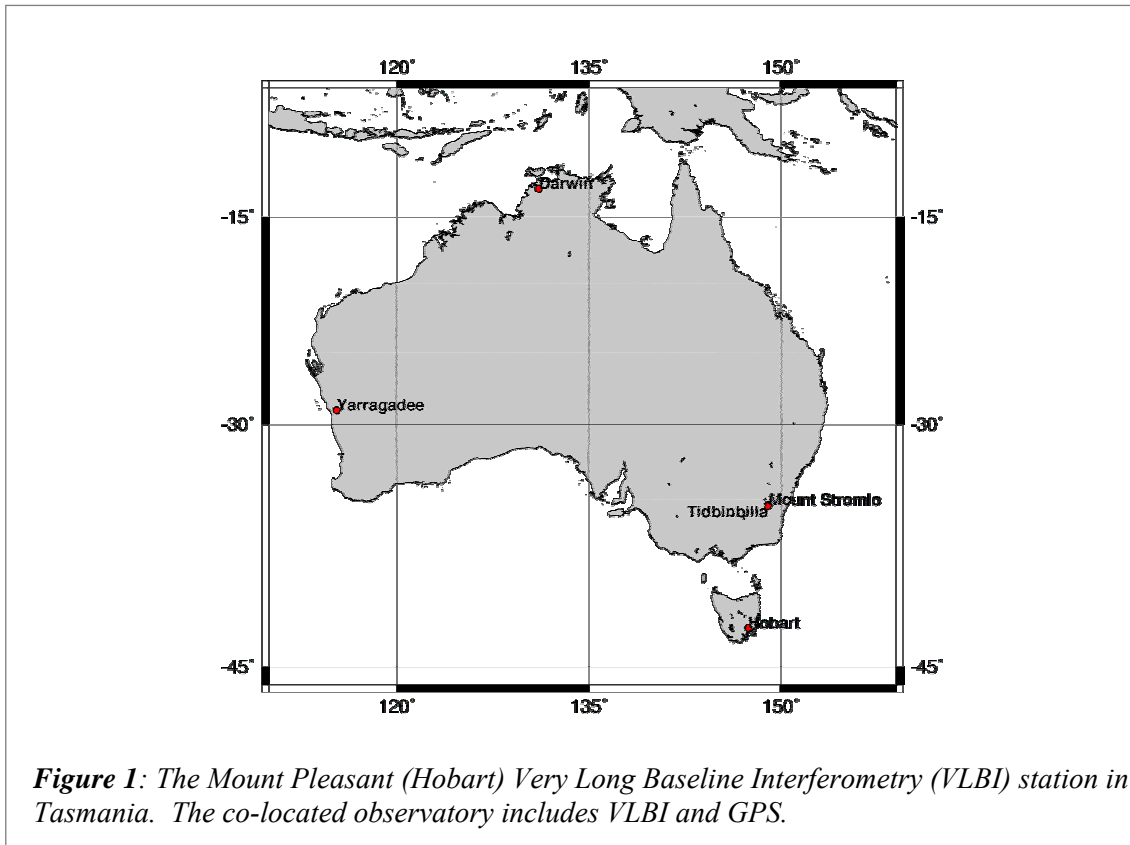 120° 135° 150°
Darwin
-15° -15°
Yarragadee
-30° -30°
Mount Stromlo
Tidbinbilla
Hobart
-45° -45°
120° 135° 150°
Figure 1: The Mount Pleasant (Hobart) Very Long Baseline Interferometry (VLBI) station in
Tasmania. The co-located observatory includes VLBI and GPS.